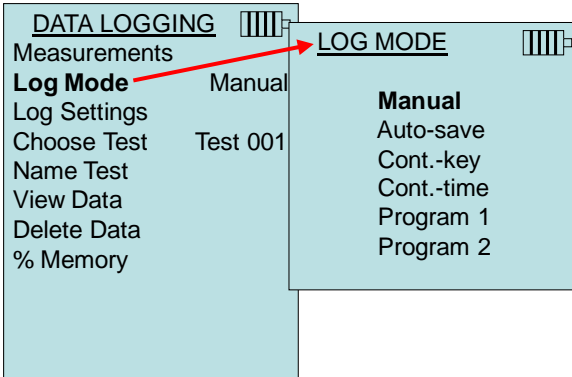 DATA LOGGING
Measurements
Log Mode Manual
Log Settings
Choose Test Test 001
Name Test
View Data
Delete Data
% Memory
LOG MODE
Manual
Auto-save
Cont.-key
Cont.-time
Program 1
Program 2